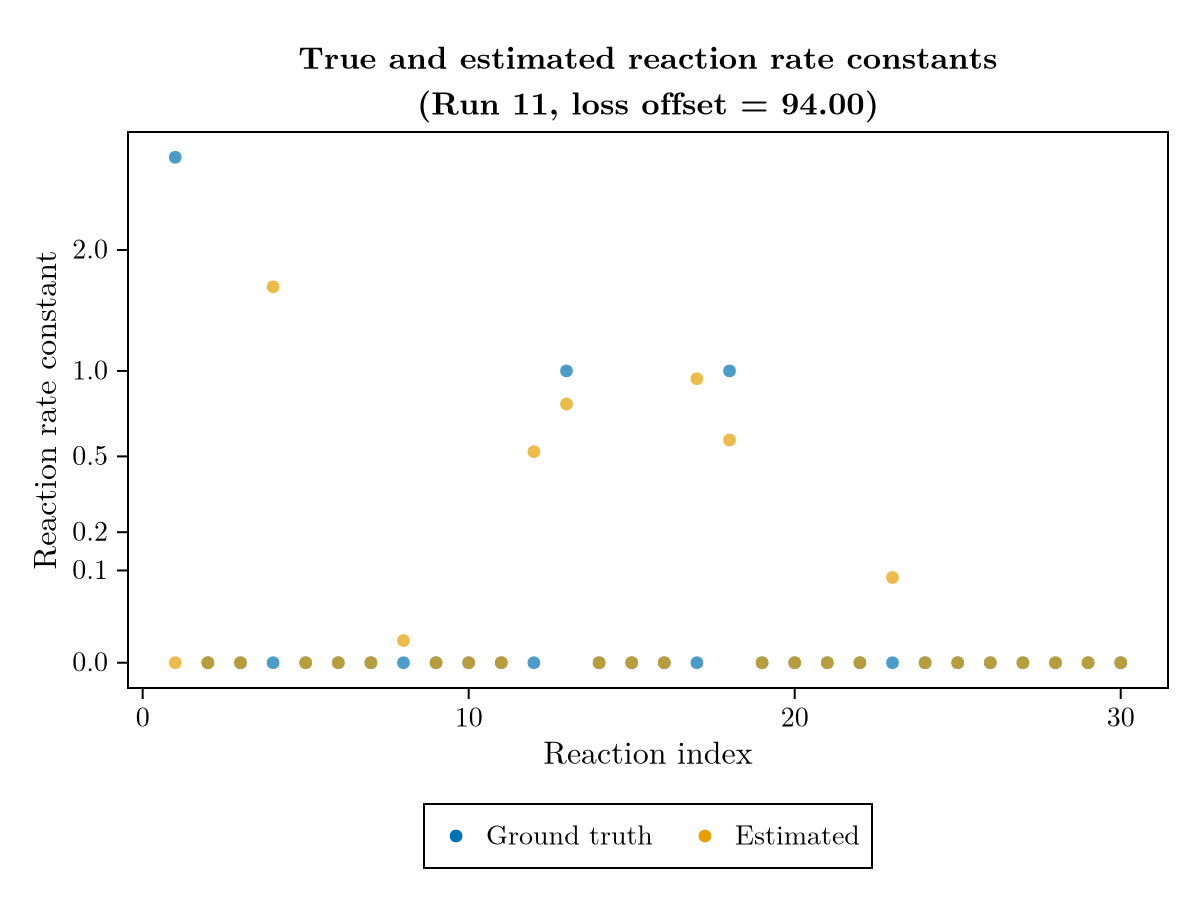 True and estimated reaction rate constants
(Run 11, loss offset = 94.00)
Reaction rate constant
2.0
1.0
0.5
0.2
0.1
0.0
0 10 20 30
Reaction index
Ground truth Estimated